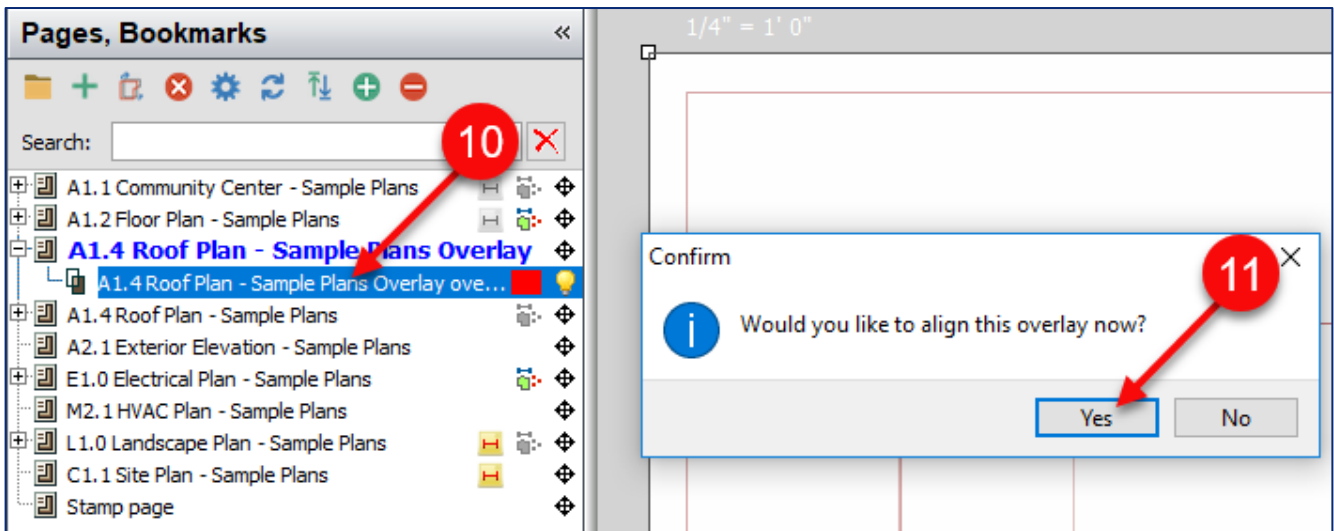 Pages, Bookmarks «
1/4" = 1' 0"
Search:
10
A1.1 Community Center - Sample Plans
A1.2 Floor Plan - Sample Plans
A1.4 Roof Plan - Sample Plans Overlay
A1.4 Roof Plan - Sample Plans Overlay ove...
A1.4 Roof Plan - Sample Plans
A2.1 Exterior Elevation - Sample Plans
E1.0 Electrical Plan - Sample Plans
M2.1 HVAC Plan - Sample Plans
L1.0 Landscape Plan - Sample Plans
C1.1 Site Plan - Sample Plans
Stamp page
Confirm
11
Would you like to align this overlay now?
Yes
No